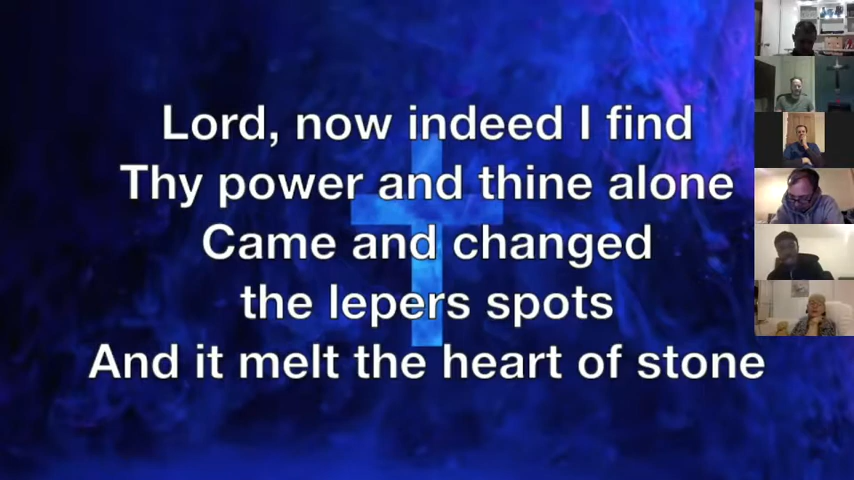 Lord, now indeed I find
Thy power and thine alone
Came and changed
the lepers spots
And it melt the heart of stone